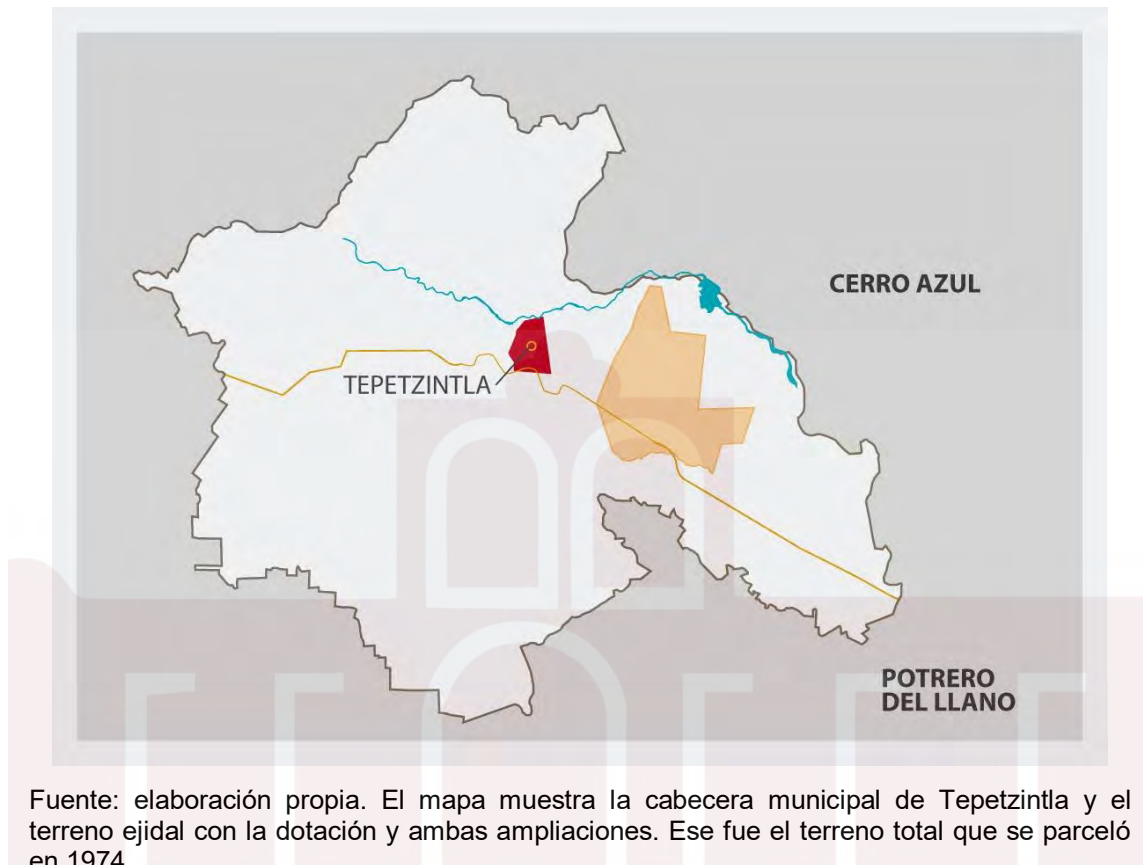 CERRO AZUL
TEPETZINTLA
POTRERO
DEL LLANO
Fuente: elaboración propia. El mapa muestra la cabecera municipal de Tepetzintla y el
terreno ejidal con la dotación y ambas ampliaciones. Ese fue el terreno total que se parceló
en 1974